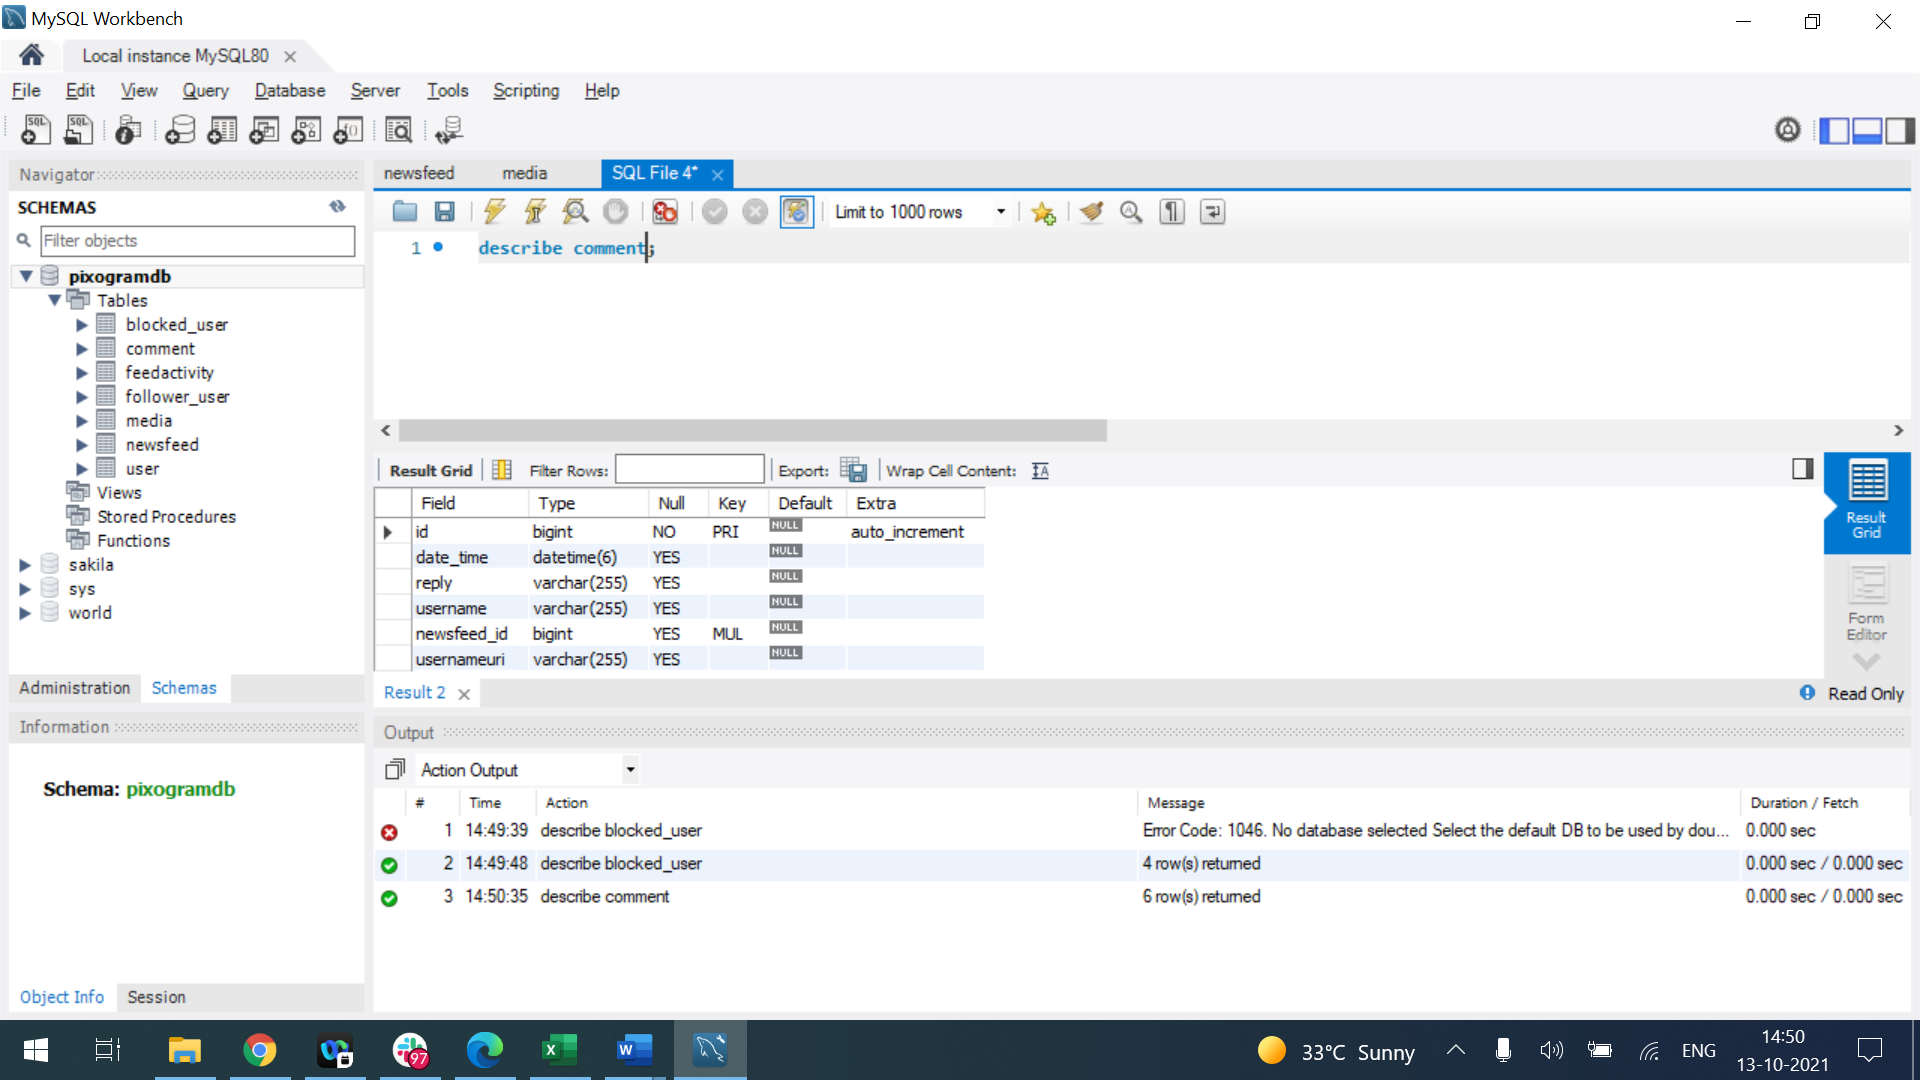 MySQL Workbench
Local instance MySQL80
File Edit View Query Database Server Tools Scripting Help
Navigator
SCHEMAS
Filter objects
pixogramdb
Tables
blocked_user
comment
feedactivity
follower_user
media
newsfeed
user
Views
Stored Procedures
Functions
sakila
sys
world
Administration Schemas
Information
Schema: pixogramdb
Object Info Session
newsfeed media SQL File 4*
Limit to 1000 rows
1 describe comment;
Result Grid Filter Rows: Export: Wrap Cell Content:
Field Type Null Key Default Extra
id bigint NO PRI NULL auto_increment
date_time datetime(6) YES NULL
reply varchar(255) YES NULL
username varchar(255) YES NULL
newsfeed_id bigint YES MUL NULL
usernameuri varchar(255) YES NULL
Result
Grid
Form
Editor
Result 2
Read Only
Output
Action Output
# Time Action Message Duration / Fetch
1 14:49:39 describe blocked_user Error Code: 1046. No database selected Select the default DB to be used by dou... 0.000 sec
2 14:49:48 describe blocked_user 4 row(s) returned 0.000 sec / 0.000 sec
3 14:50:35 describe comment 6 row(s) returned 0.000 sec / 0.000 sec
97
33°C Sunny
ENG
14:50
13-10-2021